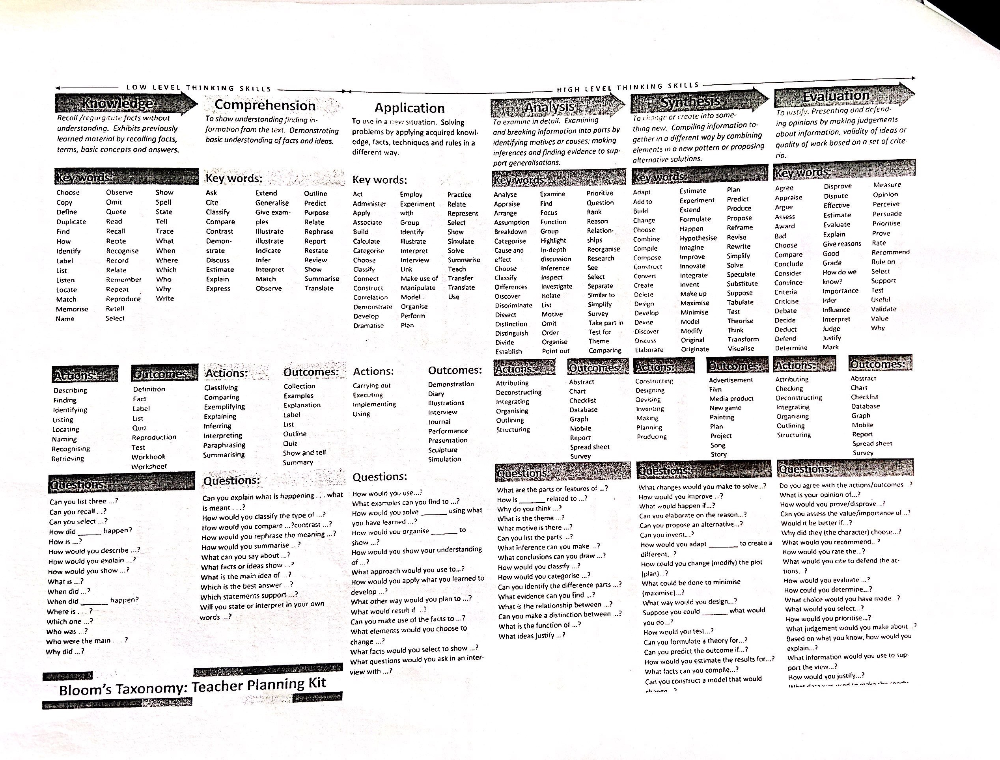 LOW LEVEL THINKING SKILLS
HIGH LEVEL THINKING SKILLS
Knowledge
Recall /regurgitate facts without
understanding. Exhibits previously
learned material by recalling facts,
terms, basic concepts and answers.
Key words:
Choose Observe Show
Copy Omit Spell
Define Quote State
Duplicate Read Tell
Find Recall Trace
How Recite What
Identify Recognise When
Label Record Where
List Relate Which
Listen Remember Who
Locate Repeat Why
Match Reproduce Write
Memorise Retell
Name Select
Actions:
Describing
Finding
Identifying
Listing
Locating
Naming
Recognising
Retrieving
Outcomes:
Definition
Fact
Label
List
Quiz
Reproduction
Test
Workbook
Worksheet
Questions:
Can you list three ...?
Can you recall ...?
Can you select ...?
How did ______ happen?
How is ...?
How would you describe ...?
How would you explain ...?
How would you show ...?
What is ...?
When did ...?
When did ______ happen?
Where is . . . ?
Which one ...?
Who was ...?
Who were the main . . . ?
Why did ...?
Comprehension
To show understanding finding in-
formation from the text. Demonstrating
basic understanding of facts and ideas.
Key words:
Ask Extend Outline
Cite Generalise Predict
Classify Give exam- Purpose
Compare ples Relate
Contrast Illustrate Rephrase
Demon- illustrate Report
strate Indicate Restate
Discuss Infer Review
Estimate Interpret Show
Explain Match Summarise
Express Observe Translate
Actions:
Classifying
Comparing
Exemplifying
Explaining
Inferring
Interpreting
Paraphrasing
Summarising
Outcomes:
Collection
Examples
Explanation
Label
List
Outline
Quiz
Show and tell
Summary
Questions:
Can you explain what is happening . . . what
is meant . . .?
How would you classify the type of ...?
How would you compare ...?contrast ...?
How would you rephrase the meaning ...?
How would you summarise ...?
What can you say about ...?
What facts or ideas show ...?
What is the main idea of ...?
Which is the best answer ...?
Which statements support ...?
Will you state or interpret in your own
words ...?
Application
To use in a new situation. Solving
problems by applying acquired knowl-
edge, facts, techniques and rules in a
different way.
Key words:
Act Employ Practice
Administer Experiment Relate
Apply with Represent
Associate Group Select
Build Identify Show
Calculate Illustrate Simulate
Categorise Interpret Solve
Choose Interview Summarise
Classify Link Teach
Connect Make use of Transfer
Construct Manipulate Translate
Correlation Model Use
Demonstrate Organise
Develop Perform
Dramatise Plan
Actions:
Carrying out
Executing
Implementing
Using
Outcomes:
Demonstration
Diary
Illustrations
Interview
Journal
Performance
Presentation
Sculpture
Simulation
Questions:
How would you use...?
What examples can you find to ...?
How would you solve ______ using what
you have learned ...?
How would you organise ______ to
show ...?
How would you show your understanding
of ...?
What approach would you use to...?
How would you apply what you learned to
develop ...?
What other way would you plan to ...?
What would result if ...?
Can you make use of the facts to ...?
What elements would you choose to
change ...?
What facts would you select to show ...?
What questions would you ask in an inter-
view with ...?
Analysis
To examine in detail. Examining
and breaking information into parts by
identifying motives or causes; making
inferences and finding evidence to sup-
port generalisations.
Key words:
Analyse Examine Prioritize
Appraise Find Question
Arrange Focus Rank
Assumption Function Reason
Breakdown Group Relation-
Categorise Highlight ships
Cause and In-depth Reorganise
effect discussion Research
Choose Inference See
Classify Inspect Select
Differences Investigate Separate
Discover Isolate Similar to
Discriminate List Simplify
Dissect Motive Survey
Distinction Omit Take part in
Distinguish Order Test for
Divide Organise Theme
Establish Point out Comparing
Actions:
Attributing
Deconstructing
Integrating
Organising
Outlining
Structuring
Outcomes:
Abstract
Chart
Checklist
Database
Graph
Mobile
Report
Spread sheet
Survey
Questions:
What are the parts or features of ...?
How is ______ related to ...?
Why do you think ...?
What is the theme ...?
What motive is there ...?
Can you list the parts ...?
What inference can you make ...?
What conclusions can you draw ...?
How would you classify ...?
How would you categorise ...?
Can you identify the difference parts ...?
What evidence can you find ...?
What is the relationship between ...?
Can you make a distinction between ...?
What is the function of ...?
What ideas justify ...?
Synthesis
To change or create into some-
thing new. Compiling information to-
gether in a different way by combining
elements in a new pattern or proposing
alternative solutions.
Key words:
Adapt Estimate Plan
Add to Experiment Predict
Build Extend Produce
Change Formulate Propose
Choose Happen Reframe
Combine Hypothesise Revise
Compile Imagine Rewrite
Compose Improve Simplify
Construct Innovate Solve
Convert Integrate Speculate
Create Invent Substitute
Delete Make up Suppose
Design Maximise Tabulate
Develop Minimise Test
Devise Model Theorise
Discover Modify Think
Discuss Original Transform
Elaborate Originate Visualise
Actions:
Constructing
Designing
Devising
Inventing
Making
Planning
Producing
Outcomes:
Advertisement
Film
Media product
New game
Painting
Plan
Project
Song
Story
Questions:
What changes would you make to solve...?
How would you improve ...?
What would happen if...?
Can you elaborate on the reason...?
Can you propose an alternative...?
Can you invent...?
How would you adapt ______ to create a
different...?
How could you change (modify) the plot
(plan)...?
What could be done to minimise
(maximise)...?
What way would you design...?
Suppose you could ______ what would
you do...?
How would you test...?
Can you formulate a theory for...?
Can you predict the outcome if...?
How would you estimate the results for...?
What facts can you compile...?
Can you construct a model that would
change...?
Evaluation
To justify. Presenting and defend-
ing opinions by making judgements
about information, validity of ideas or
quality of work based on a set of crite-
ria.
Key words:
Agree Disprove Measure
Appraise Dispute Opinion
Argue Effective Perceive
Assess Estimate Persuade
Award Evaluate Prioritise
Bad Explain Prove
Choose Give reasons Rate
Compare Good Recommend
Conclude Grade Rule on
Consider How do we Select
Convince know? Support
Criteria Importance Test
Criticise Infer Useful
Debate Influence Validate
Decide Interpret Value
Deduct Judge Why
Defend Justify
Determine Mark
Actions:
Attributing
Checking
Deconstructing
Integrating
Organising
Outlining
Structuring
Outcomes:
Abstract
Chart
Checklist
Database
Graph
Mobile
Report
Spread sheet
Survey
Questions:
Do you agree with the actions/outcomes...?
What is your opinion of...?
How would you prove/disprove...?
Can you assess the value/importance of ...?
Would it be better if...?
Why did they (the character) choose...?
What would you recommend...?
How would you rate the...?
What would you cite to defend the ac-
tions...?
How would you evaluate ...?
How could you determine...?
What choice would you have made...?
What would you select...?
How would you prioritise...?
What judgement would you make about...?
Based on what you know, how would you
explain...?
What information would you use to sup-
port the view...?
How would you justify...?
What data was used to make the
Bloom's Taxonomy: Teacher Planning Kit